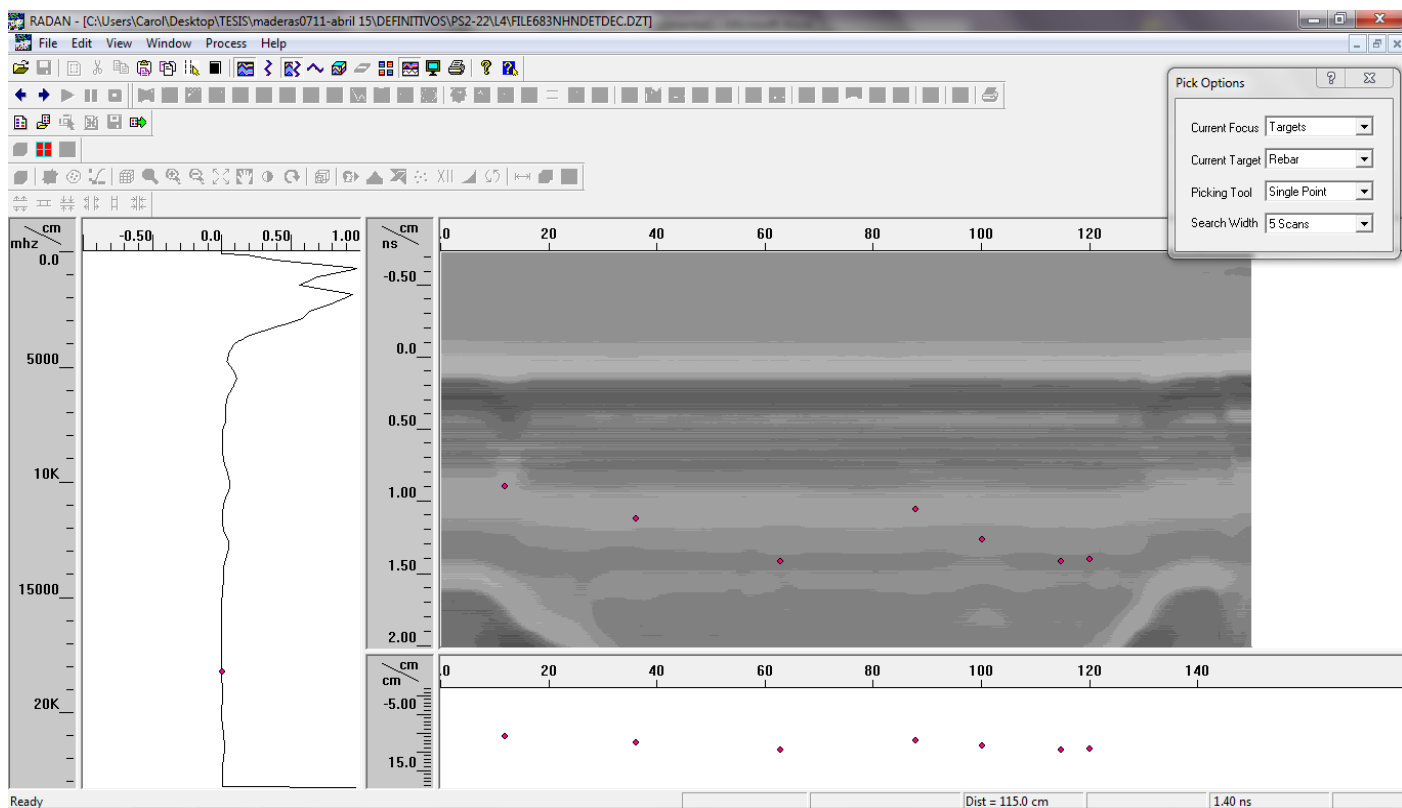 RADAN - [C:\Users\Carol\Desktop\TESIS\maderas0711-abril 15\DEFINITIVOS\PS2-22\L4\FILE683NHNDETDEC.DZT]
File Edit View Window Process Help
XII
Pick Options
Current Focus Targets
Current Target Rebar
Picking Tool Single Point
Search Width 5 Scans
cm
mhz
-0.50 0.0 0.50 1.00
0.0
5000
10K
15000
20K
cm
ns
.0 20 40 60 80 100 120
-0.50
0.0
0.50
1.00
1.50
2.00
cm
cm
.0 20 40 60 80 100 120 140
-5.00
15.0
Ready Dist = 115.0 cm 1.40 ns